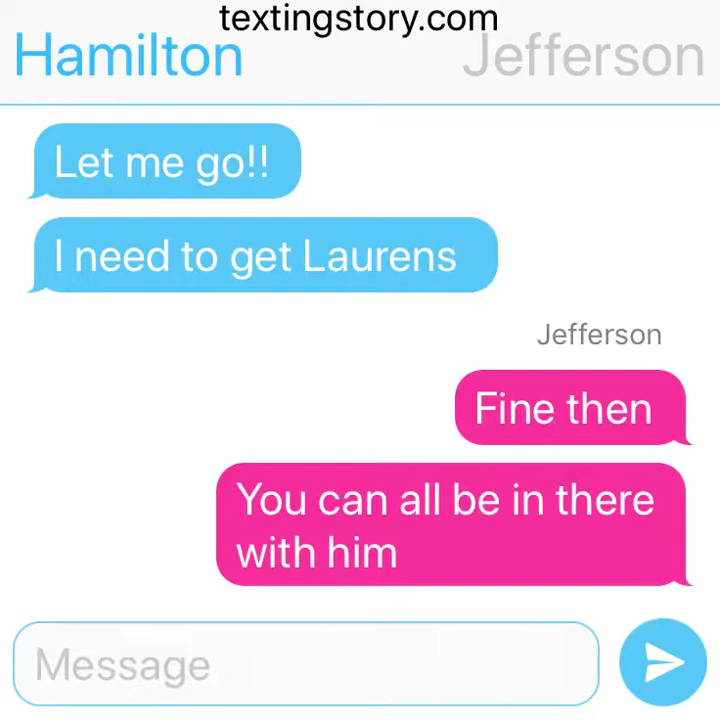 textingstory.com
Hamilton Jefferson
Let me go!!
I need to get Laurens
Jefferson
Fine then
You can all be in there
with him
Message